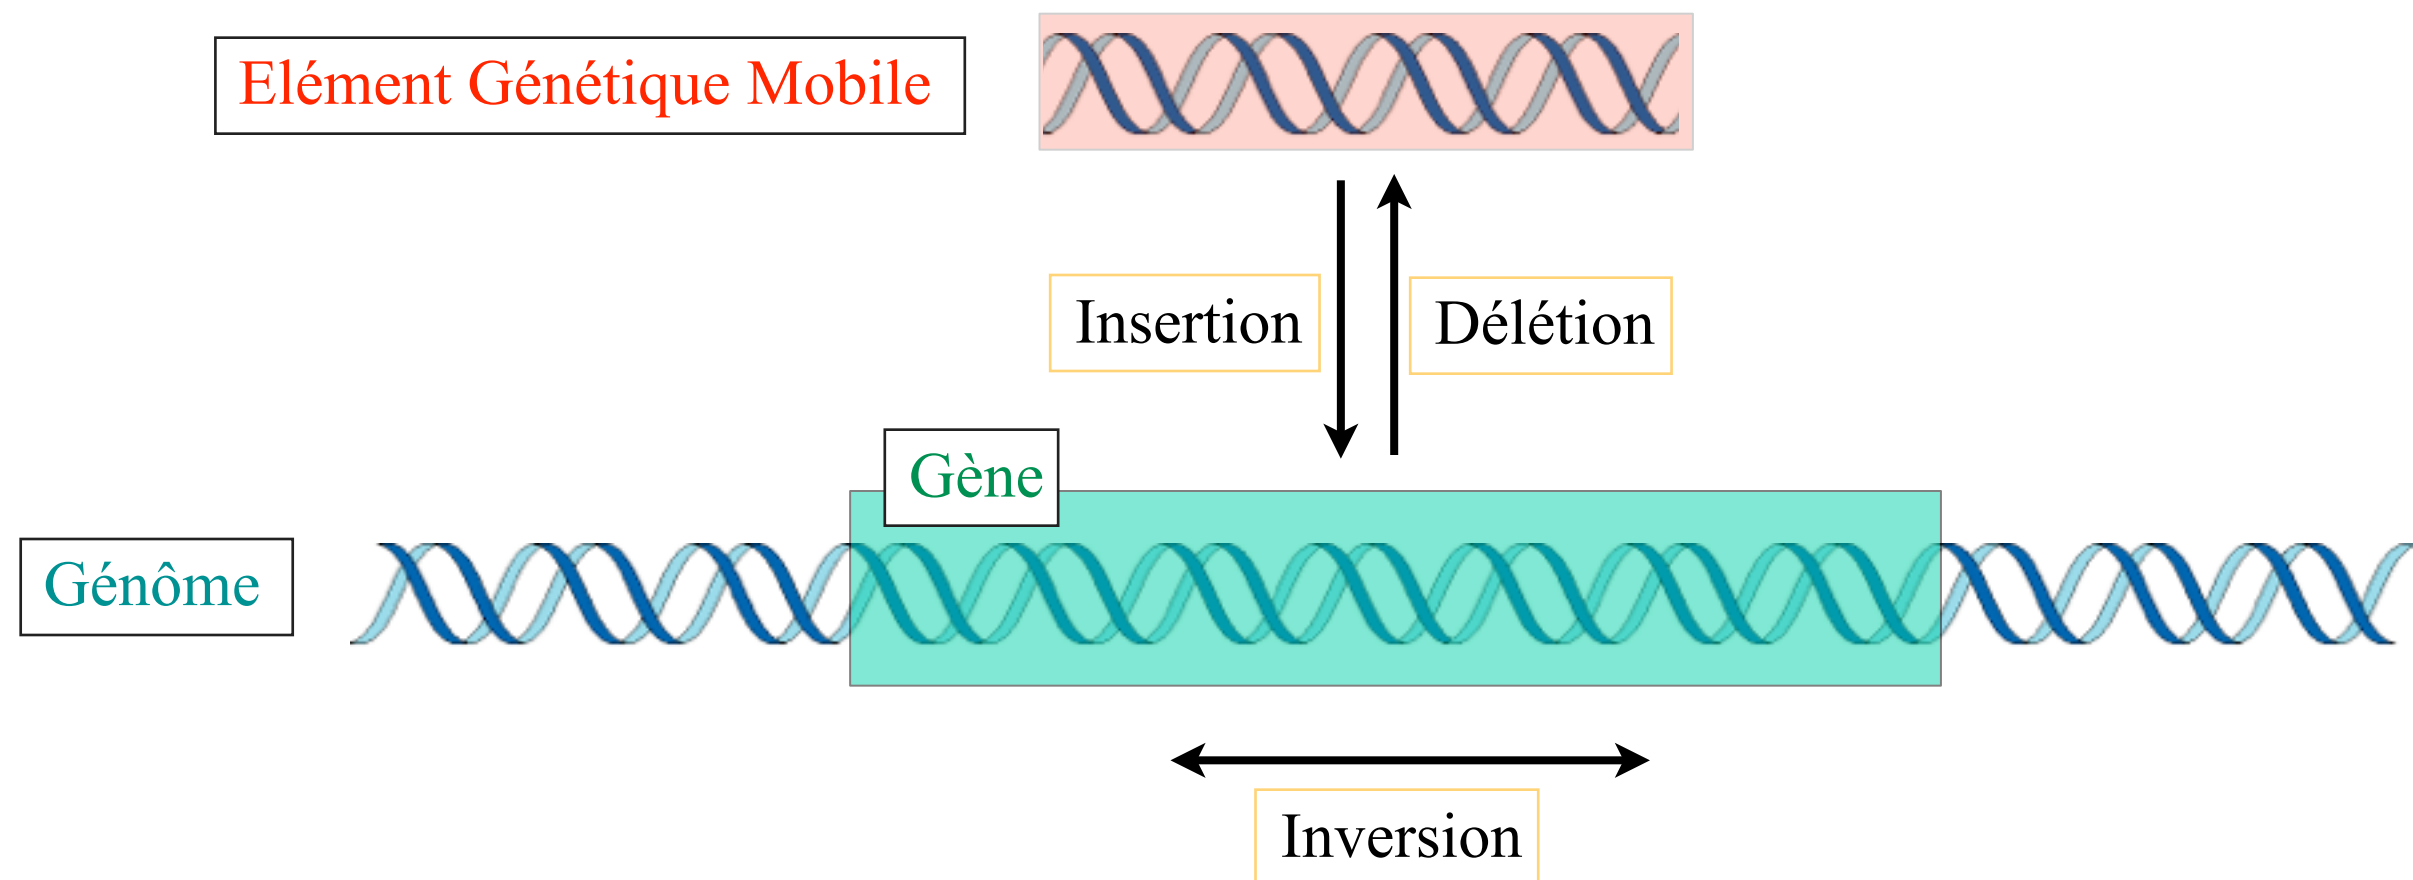 Elément Génétique Mobile
Insertion
Délétion
Gène
Génôme
Inversion